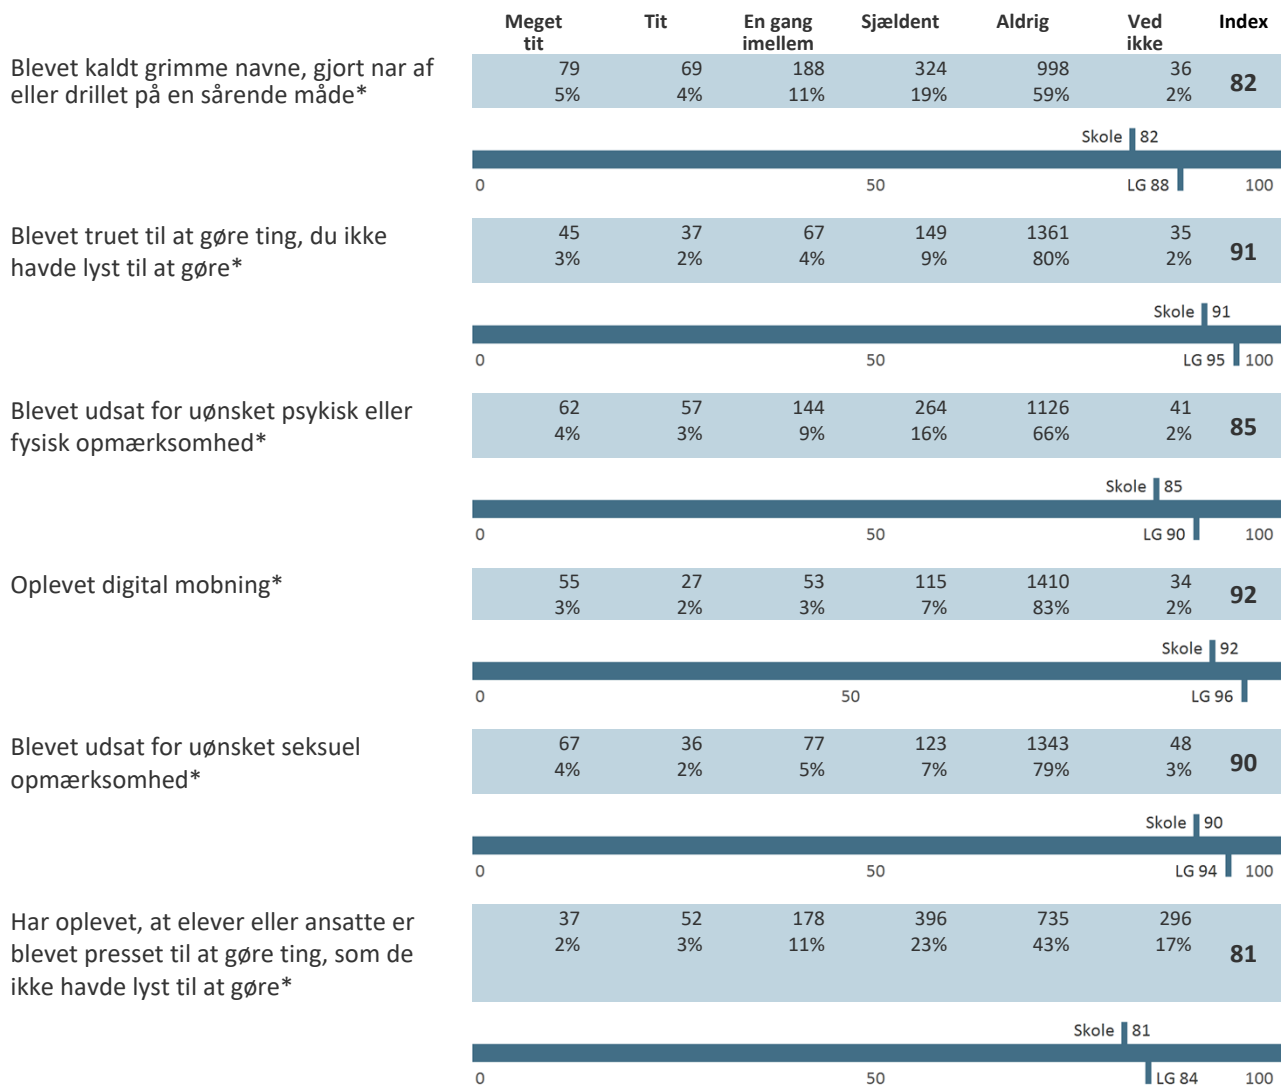 Meget tit Tit En gang imellem Sjældent Aldrig Ved ikke Index
Blevet kaldt grimme navne, gjort nar af
eller drillet på en sårende måde*
79 69 188 324 998 36
5% 4% 11% 19% 59% 2%
82
Skole 82
0 50 LG 88 100
Blevet truet til at gøre ting, du ikke
havde lyst til at gøre*
45 37 67 149 1361 35
3% 2% 4% 9% 80% 2%
91
Skole 91
0 50 LG 95 100
Blevet udsat for uønsket psykisk eller
fysisk opmærksomhed*
62 57 144 264 1126 41
4% 3% 9% 16% 66% 2%
85
Skole 85
0 50 LG 90 100
Oplevet digital mobning*
55 27 53 115 1410 34
3% 2% 3% 7% 83% 2%
92
Skole 92
0 50 LG 96
Blevet udsat for uønsket seksuel
opmærksomhed*
67 36 77 123 1343 48
4% 2% 5% 7% 79% 3%
90
Skole 90
0 50 LG 94 100
Har oplevet, at elever eller ansatte er
blevet presset til at gøre ting, som de
ikke havde lyst til at gøre*
37 52 178 396 735 296
2% 3% 11% 23% 43% 17%
81
Skole 81
0 50 LG 84 100